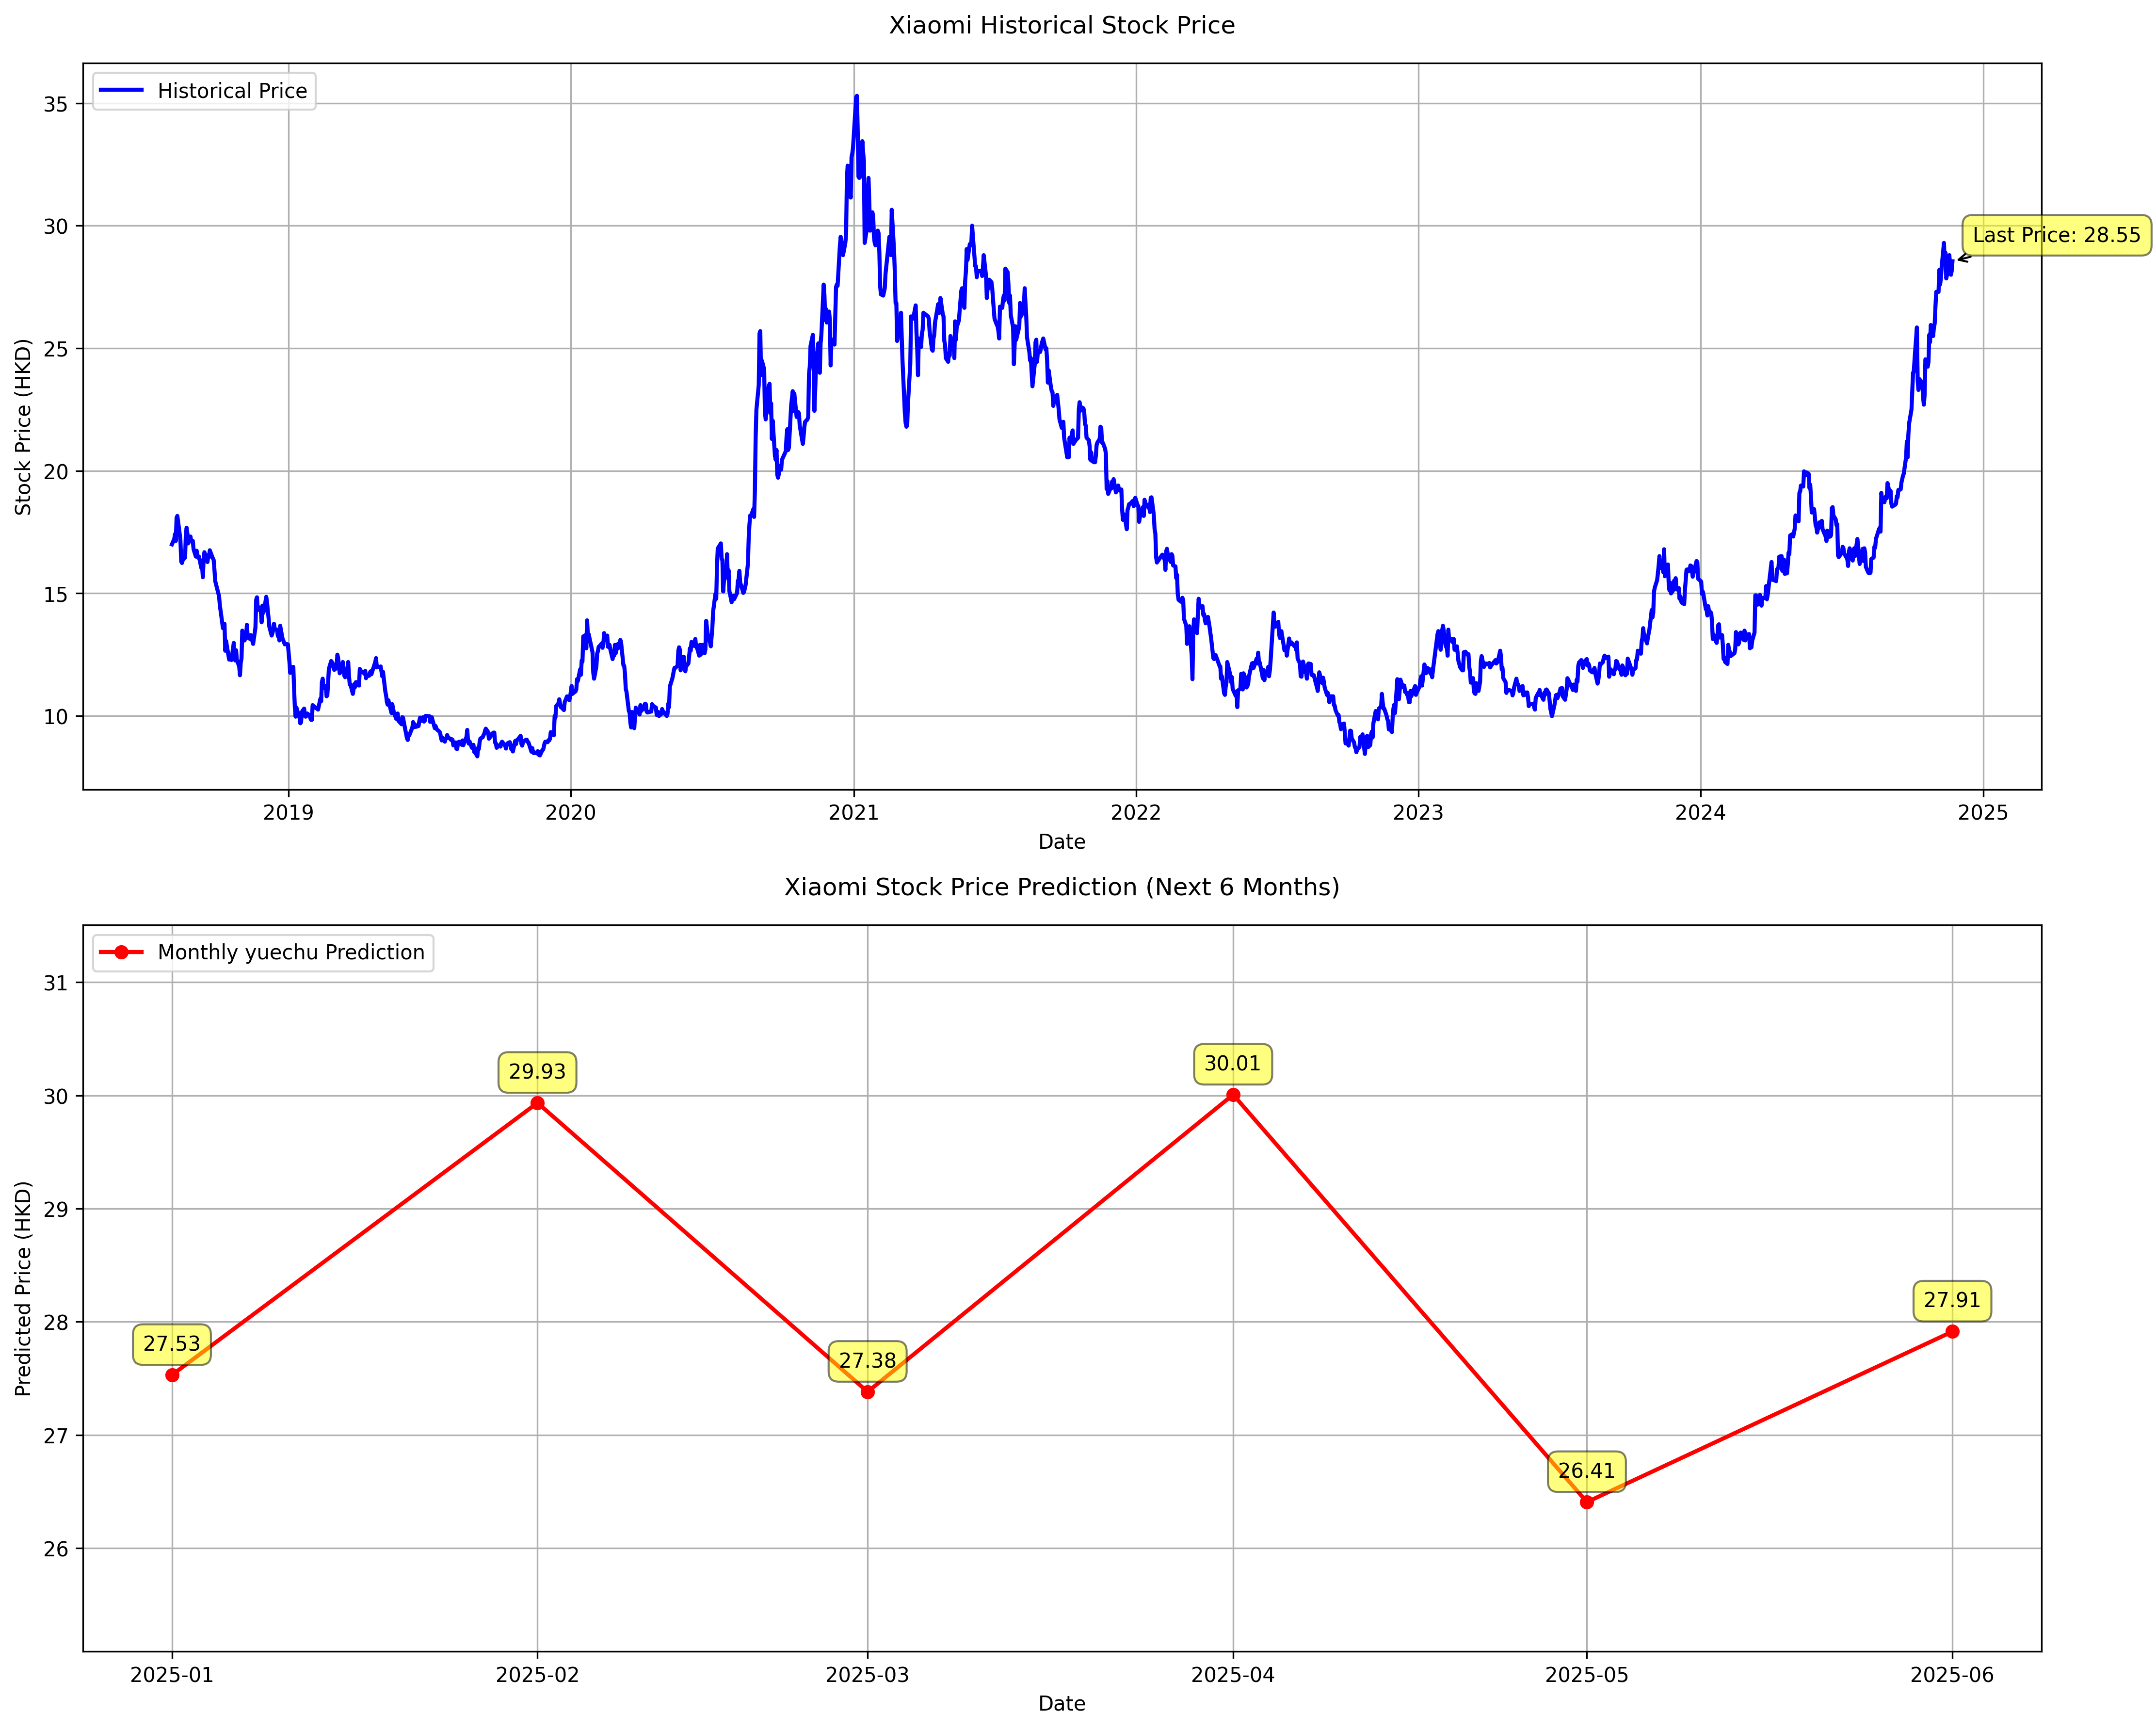 Xiaomi Historical Stock Price
Historical Price
35
30
25
20
15
10
Stock Price (HKD)
Last Price: 28.55
2019 2020 2021 2022 2023 2024 2025
Date
Xiaomi Stock Price Prediction (Next 6 Months)
Monthly yuechu Prediction
31
30
29
28
27
26
Predicted Price (HKD)
27.53
29.93
27.38
30.01
26.41
27.91
2025-01 2025-02 2025-03 2025-04 2025-05 2025-06
Date